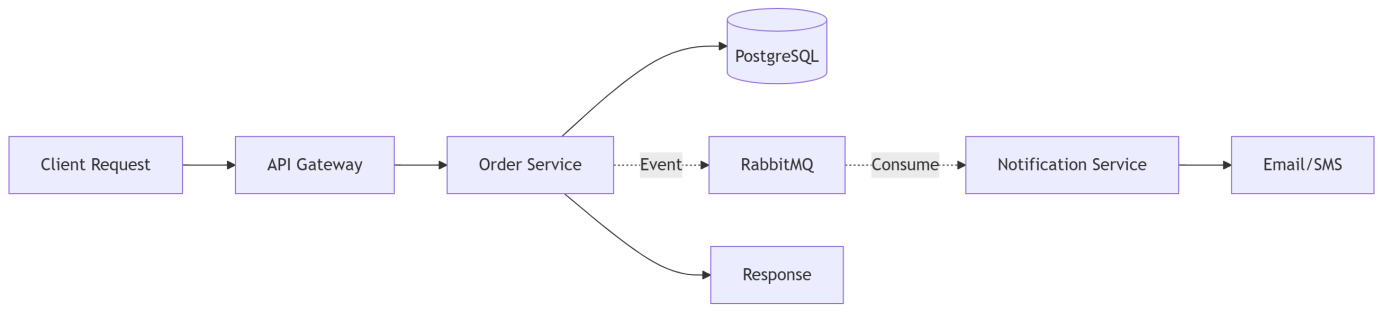 PostgreSQL
Client Request
API Gateway
Order Service
Event
RabbitMQ
Consume
Notification Service
Email/SMS
Response